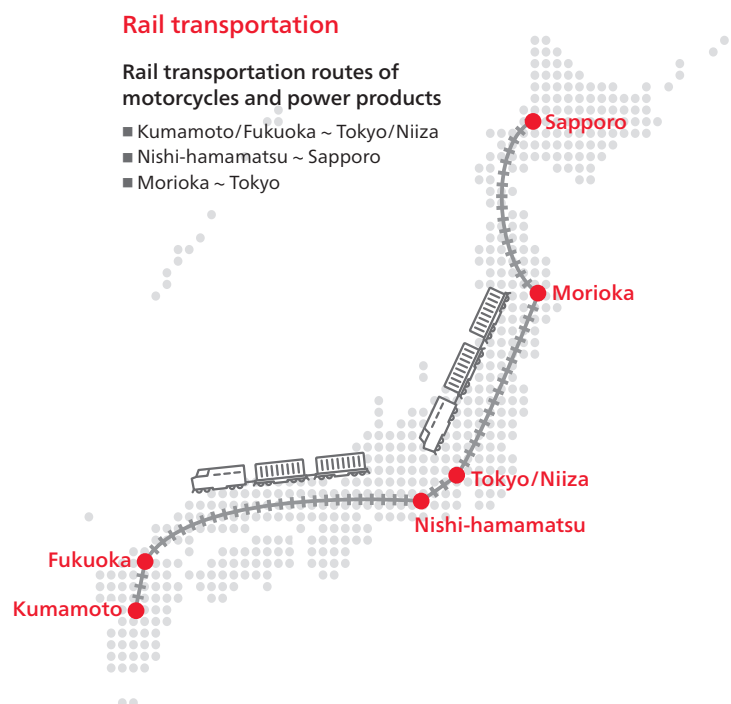 Rail transportation
Rail transportation routes of
motorcycles and power products
■ Kumamoto/Fukuoka ~ Tokyo/Niiza
■ Nishi-hamamatsu ~ Sapporo
■ Morioka ~ Tokyo
Sapporo
Morioka
Tokyo/Niiza
Nishi-hamamatsu
Fukuoka
Kumamoto